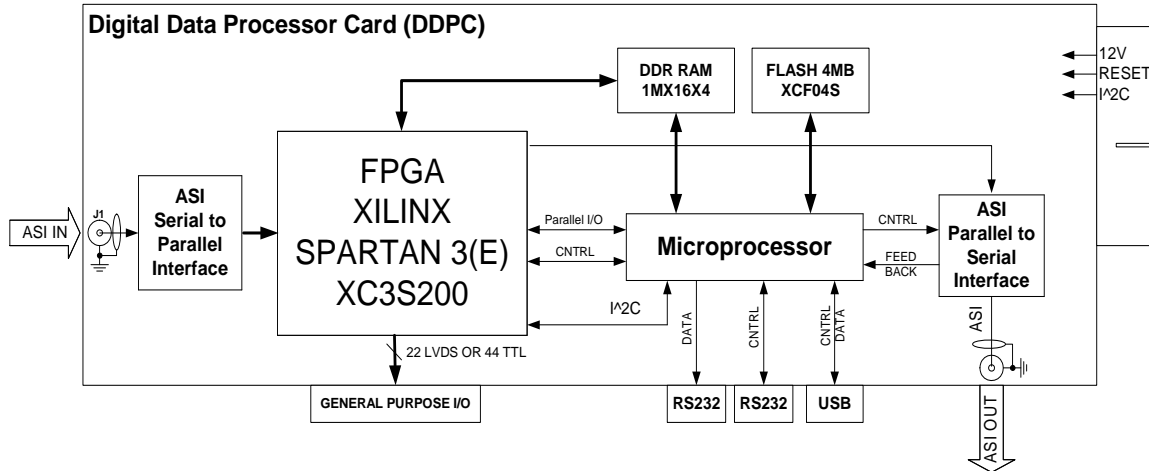 Digital Data Processor Card (DDPC)
12V
RESET
I^2C
DDR RAM
1MX16X4
FLASH 4MB
XCF04S
FPGA
XILINX
SPARTAN 3(E)
XC3S200
ASI IN
J1
ASI
Serial to
Parallel
Interface
Parallel I/O
CNTRL
I^2C
Microprocessor
CNTRL
FEED
BACK
ASI
Parallel to
Serial
Interface
22 LVDS OR 44 TTL
DATA
CNTRL
CNTRL
DATA
ASI
GENERAL PURPOSE I/O
RS232
RS232
USB
ASI OUT